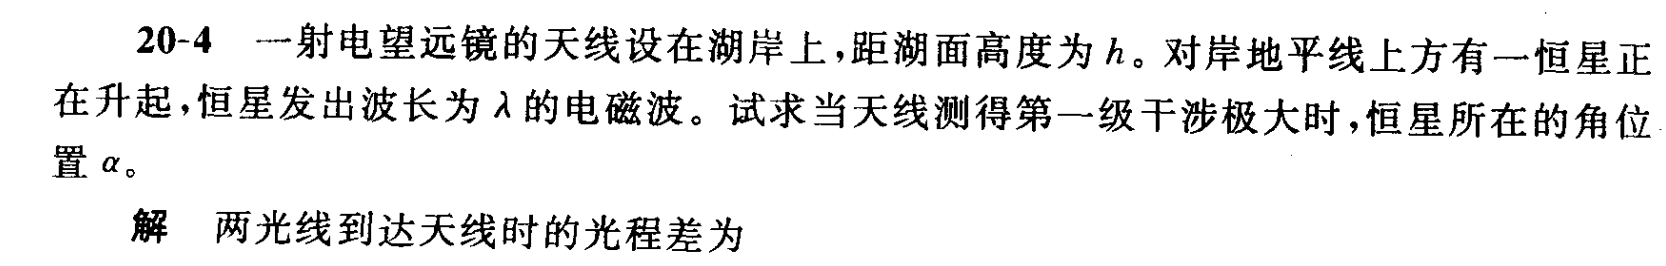 20-4 一射电望远镜的天线设在湖岸上,距湖面高度为 h。对岸地平线上方有一恒星正
在升起,恒星发出波长为 λ 的电磁波。试求当天线测得第一级干涉极大时,恒星所在的角位
置 α。
解 两光线到达天线时的光程差为